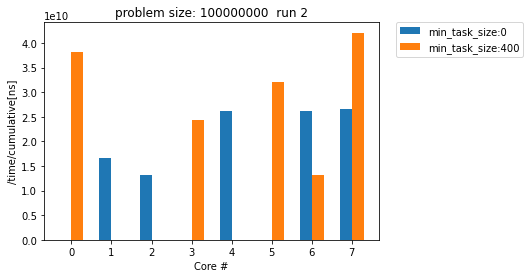 problem size: 100000000  run 2
1e10
4.0
3.5
3.0
2.5
2.0
1.5
1.0
0.5
0.0
/time/cumulative[ns]
0 1 2 3 4 5 6 7
Core #
min_task_size:0
min_task_size:400